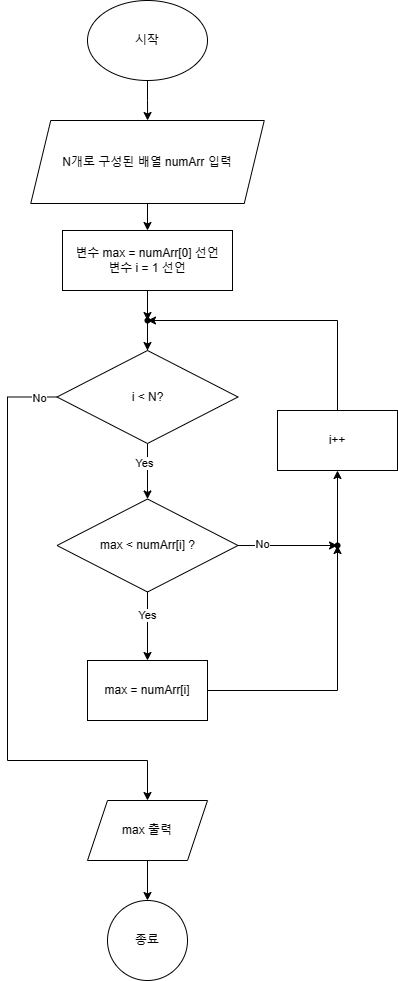 시작
N개로 구성된 배열 numArr 입력
변수 max = numArr[0] 선언
변수 i = 1 선언
i < N?
No
Yes
i++
max < numArr[i] ?
No
Yes
max = numArr[i]
max 출력
종료